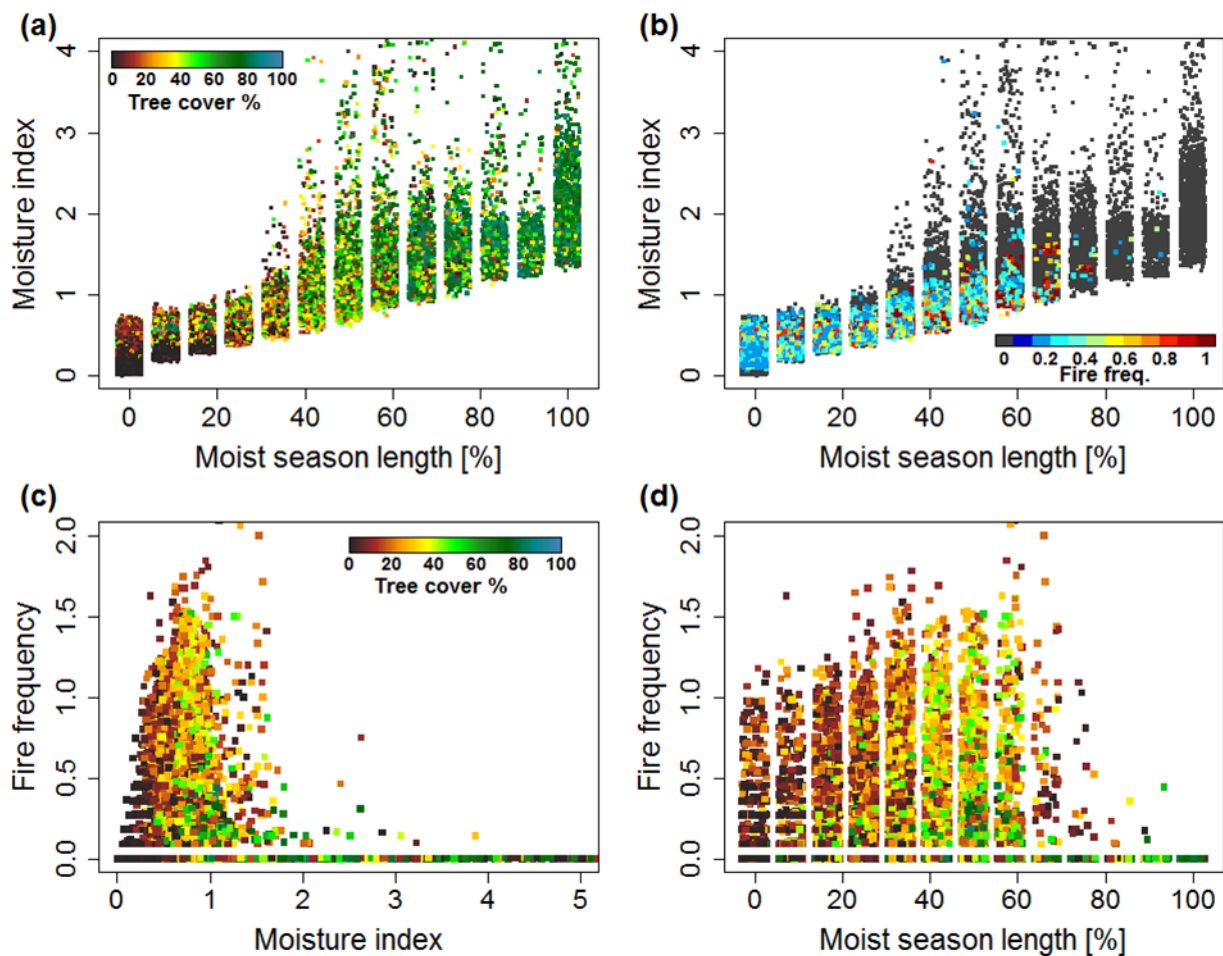 (a)
(b)
4
3
2
1
0
Moisture index
0 20 40 60 80 100
Tree cover %
0 20 40 60 80 100
Moist season length [%]
4
3
2
1
0
Moisture index
0 0.2 0.4 0.6 0.8 1
Fire freq.
0 20 40 60 80 100
Moist season length [%]
(c)
(d)
2.0
1.5
1.0
0.5
0.0
Fire frequency
0 20 40 60 80 100
Tree cover %
0 1 2 3 4 5
Moisture index
2.0
1.5
1.0
0.5
0.0
Fire frequency
0 20 40 60 80 100
Moist season length [%]